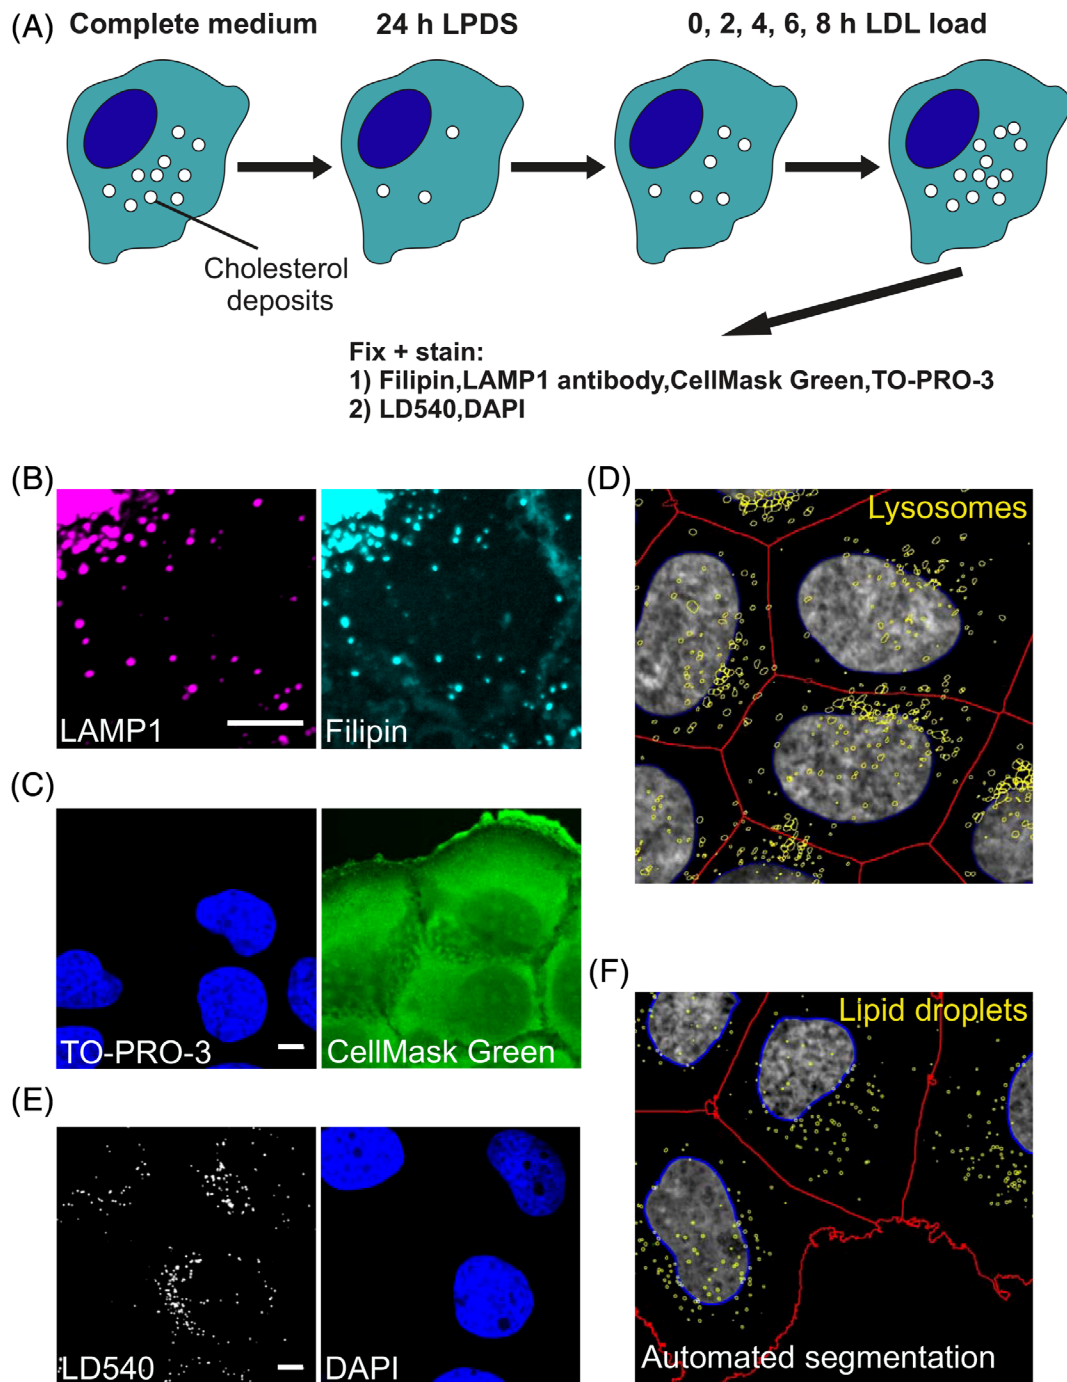 (A)
Complete medium
24 h LPDS
0, 2, 4, 6, 8 h LDL load
Cholesterol
deposits
Fix + stain:
1) Filipin,LAMP1 antibody,CellMask Green,TO-PRO-3
2) LD540,DAPI
(B)
LAMP1
Filipin
(C)
TO-PRO-3
CellMask Green
(D)
Lysosomes
(E)
LD540
DAPI
(F)
Lipid droplets
Automated segmentation